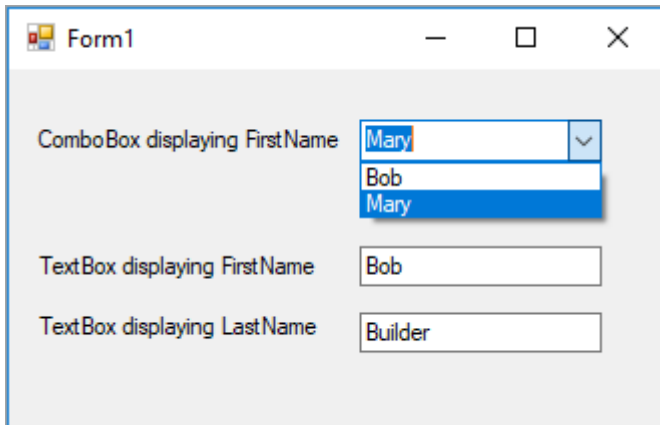 Form1
ComboBox displaying FirstName Mary
Bob
Mary
TextBox displaying FirstName Bob
TextBox displaying LastName Builder